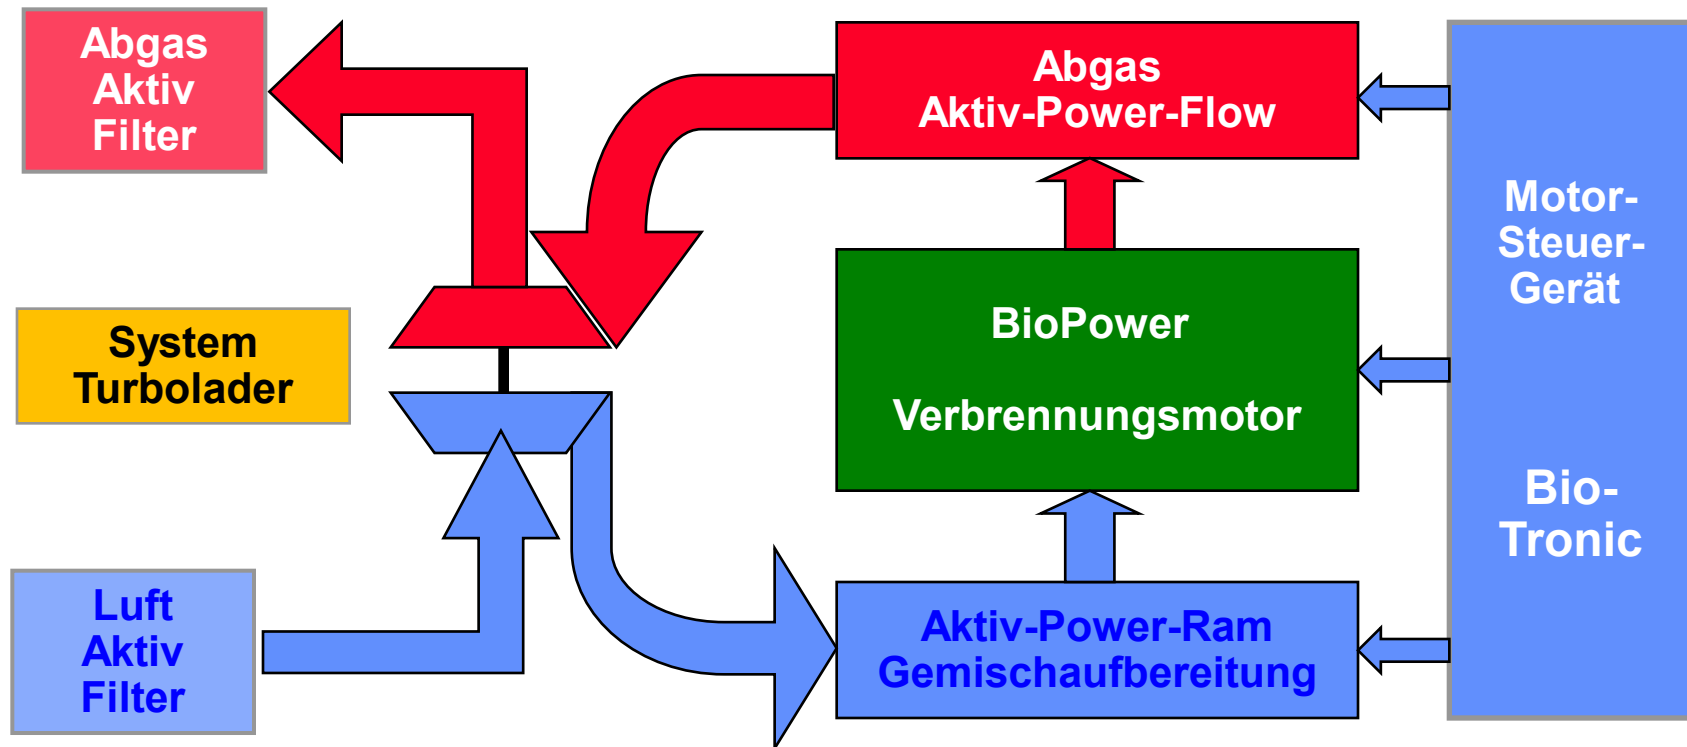 Abgas
Aktiv
Filter
Abgas
Aktiv-Power-Flow
Motor-
Steuer-
Gerät
Bio-
Tronic
System
Turbolader
BioPower
Verbrennungsmotor
Luft
Aktiv
Filter
Aktiv-Power-Ram
Gemischaufbereitung